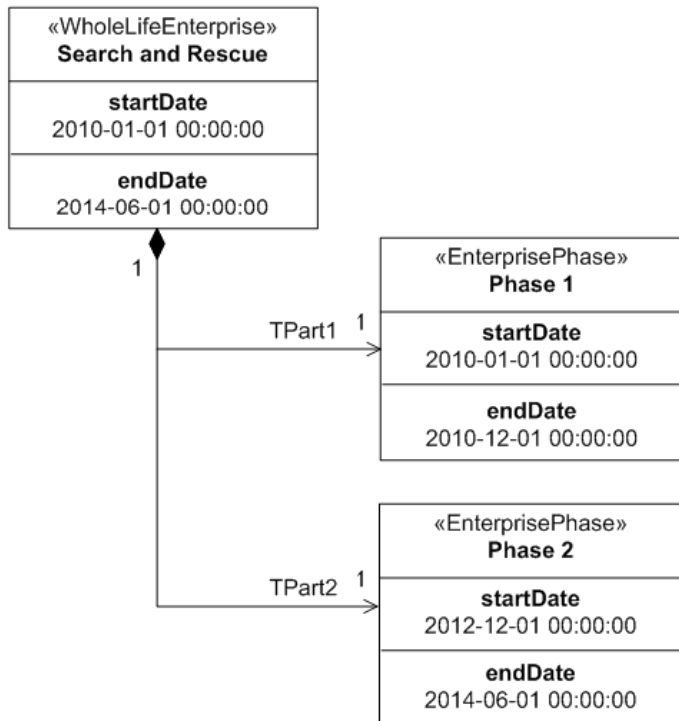 «WholeLifeEnterprise»
Search and Rescue
startDate
2010-01-01 00:00:00
endDate
2014-06-01 00:00:00
1
TPart1
1
«EnterprisePhase»
Phase 1
startDate
2010-01-01 00:00:00
endDate
2010-12-01 00:00:00
TPart2
1
«EnterprisePhase»
Phase 2
startDate
2012-12-01 00:00:00
endDate
2014-06-01 00:00:00